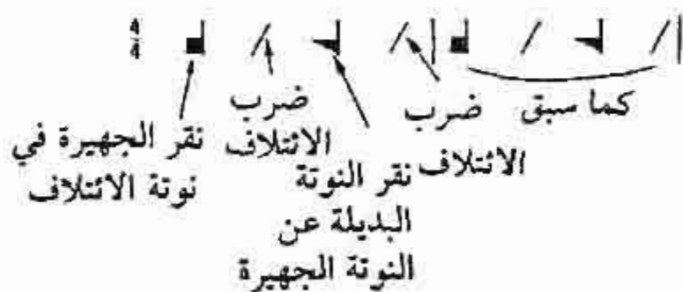 4
4
نقر الجهيرة في
نوتة الائتلاف
ضرب
الائتلاف
نقر النوتة
البديلة عن
النوتة الجهيرة
ضرب
الائتلاف
كما سبق